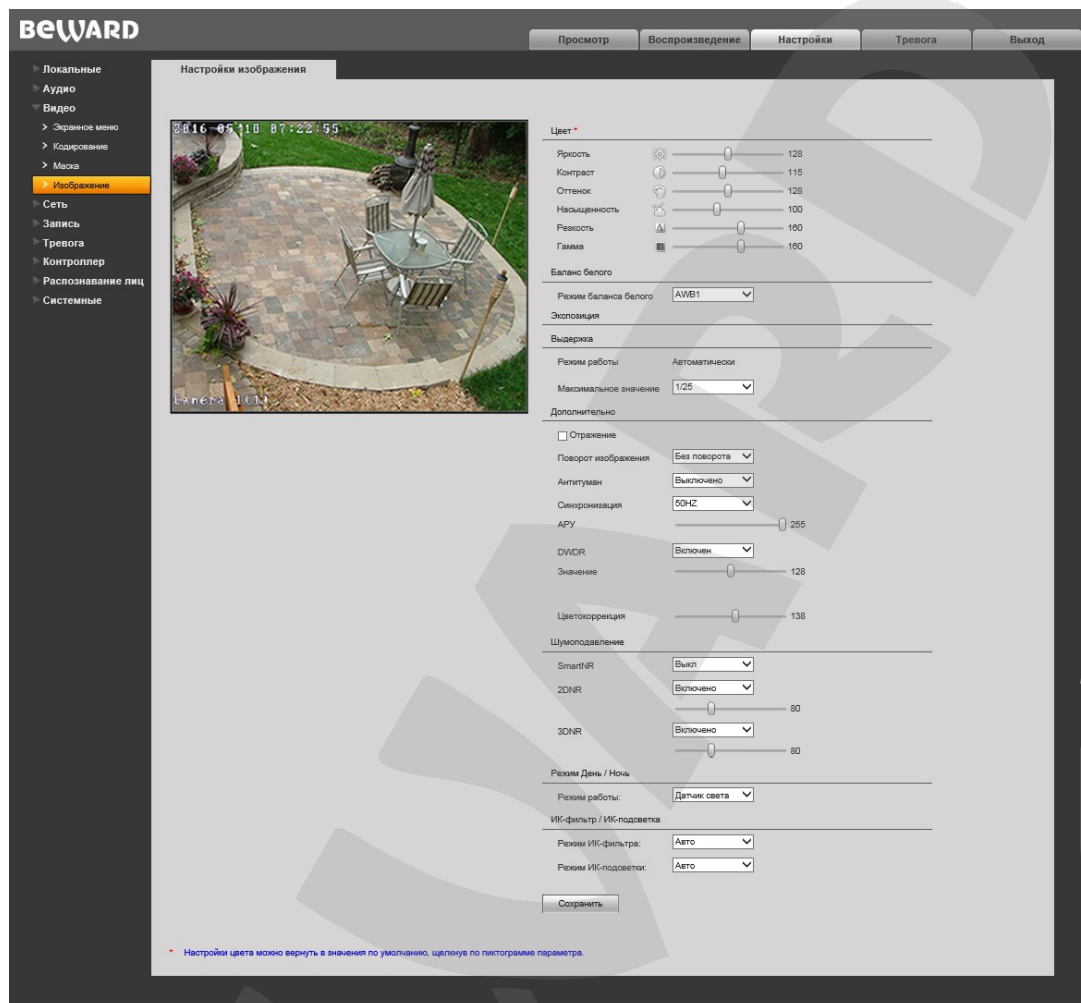 BEWARD
Просмотр Воспроизведение Настройки Тревога Выход
Локальные
Аудио
Видео
Экранное меню
Кодирование
Маска
Изображение
Сеть
Запись
Тревога
Контроллер
Распознавание лиц
Системные
Настройки изображения
2016-05-10 07:22:55
Camera 1(1)
Цвет *
Яркость 128
Контраст 115
Оттенок 128
Насыщенность 100
Резкость 160
Гамма 160
Баланс белого
Режим баланса белого AWB1
Экспозиция
Выдержка
Режим работы Автоматически
Максимальное значение 1/25
Дополнительно
Отражение
Поворот изображения Без поворота
Антитуман Выключено
Синхронизация 50HZ
АРУ 255
DWDR Включен
Значение 128
Цветокоррекция 138
Шумоподавление
SmartNR Выкл
2DNR Включено
80
3DNR Включено
80
Режим День / Ночь
Режим работы: Датчик света
ИК-фильтр / ИК-подсветка
Режим ИК-фильтра: Авто
Режим ИК-подсветки: Авто
Сохранить
* Настройки цвета можно вернуть в значения по умолчанию, щелкнув по пиктограмме параметра.